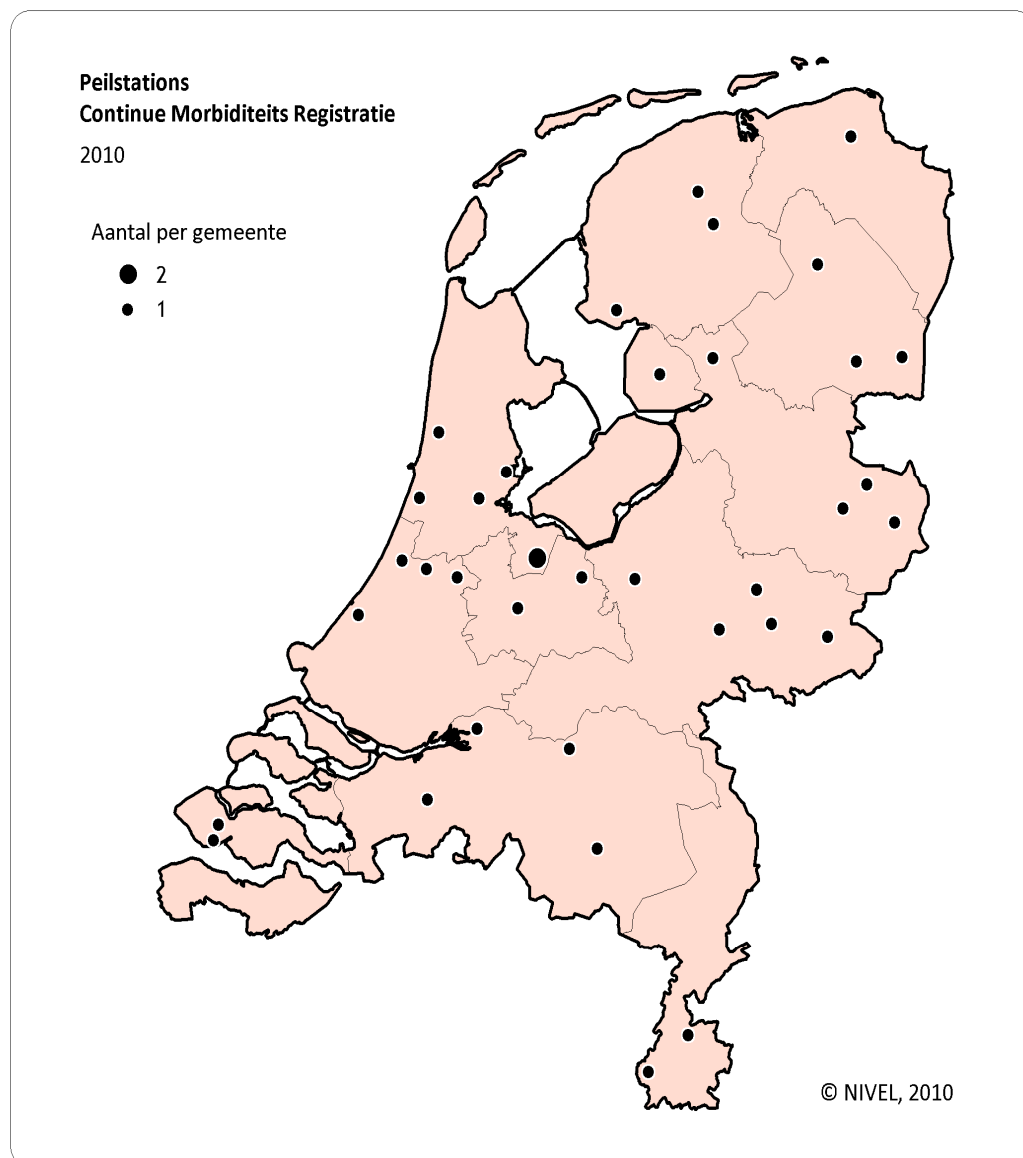 Peilstations
Continue Morbiditeits Registratie
2010
Aantal per gemeente
2
1
© NIVEL, 2010